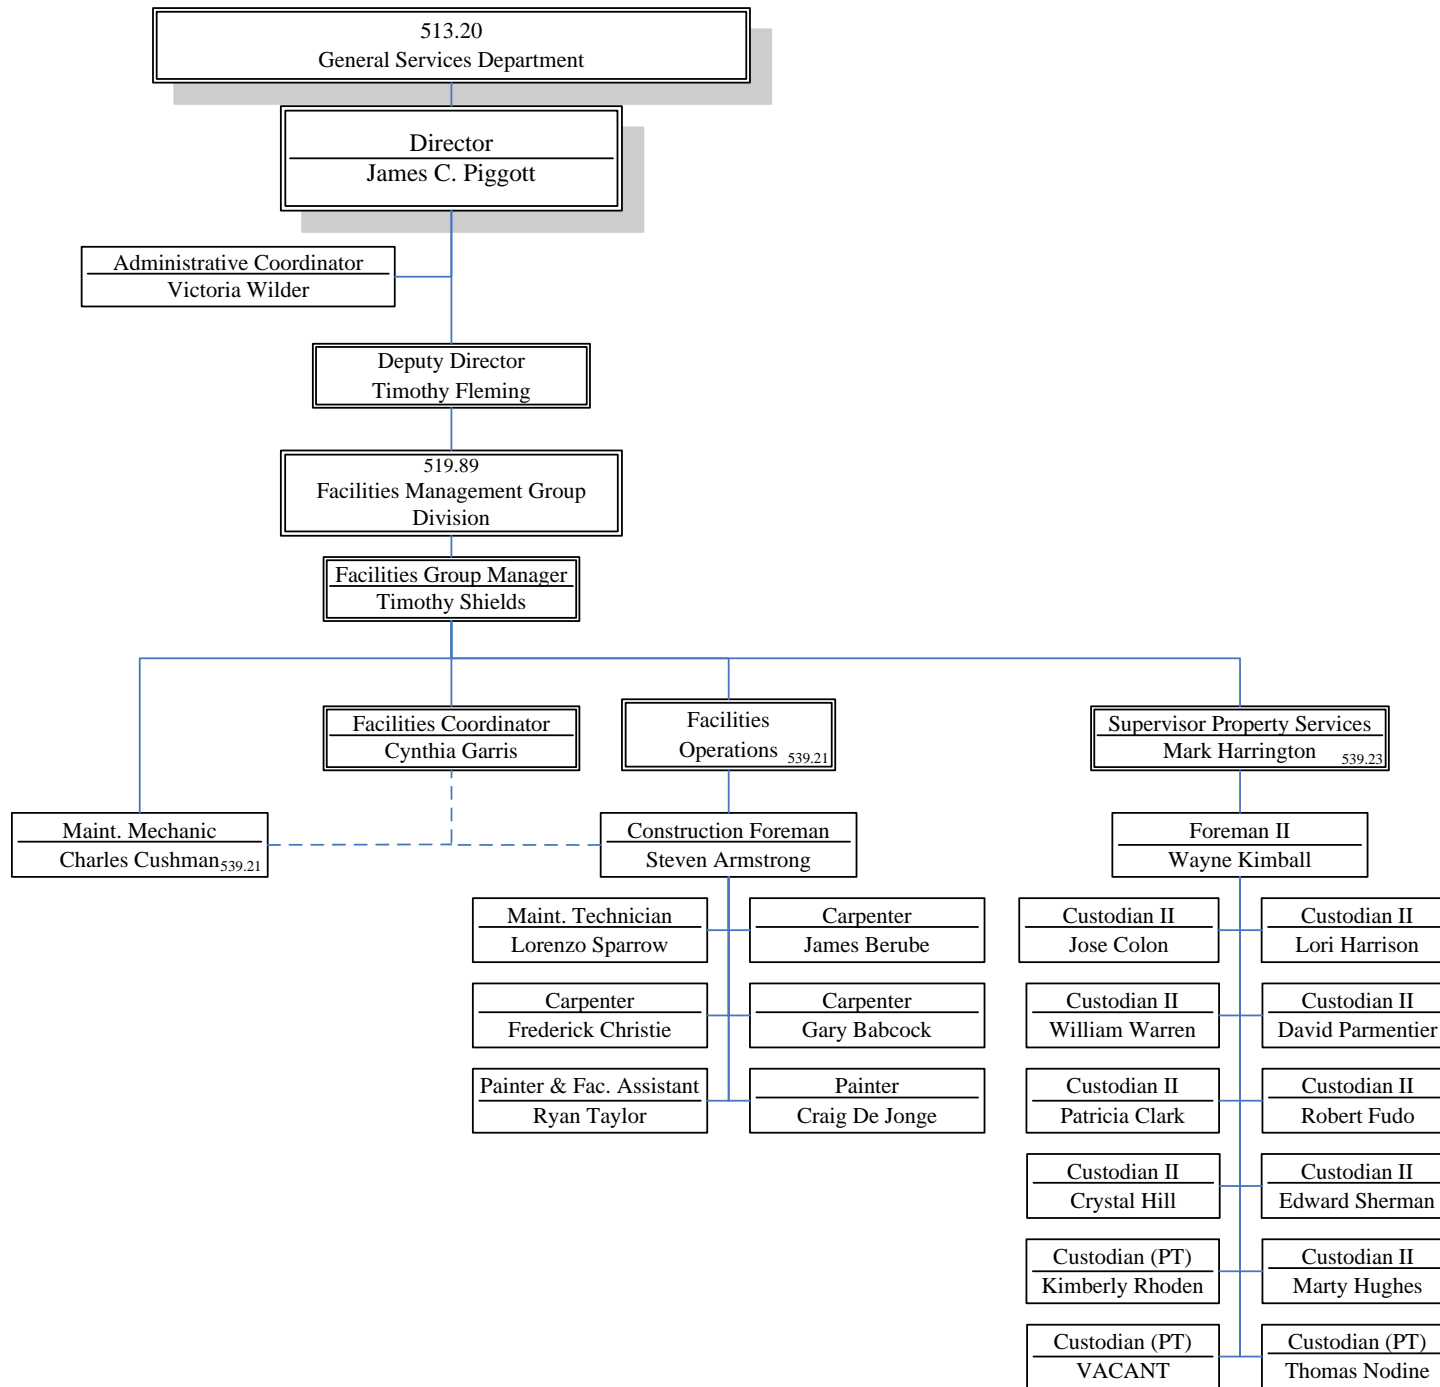 513.20
General Services Department
Director
James C. Piggott
Administrative Coordinator
Victoria Wilder
Deputy Director
Timothy Fleming
519.89
Facilities Management Group
Division
Facilities Group Manager
Timothy Shields
Facilities Coordinator
Cynthia Garris
Facilities
Operations 539.21
Supervisor Property Services
Mark Harrington 539.23
Maint. Mechanic
Charles Cushman 539.21
Construction Foreman
Steven Armstrong
Foreman II
Wayne Kimball
Maint. Technician
Lorenzo Sparrow
Carpenter
James Berube
Carpenter
Frederick Christie
Carpenter
Gary Babcock
Painter & Fac. Assistant
Ryan Taylor
Painter
Craig De Jonge
Custodian II
Jose Colon
Custodian II
Lori Harrison
Custodian II
William Warren
Custodian II
David Parmentier
Custodian II
Patricia Clark
Custodian II
Robert Fudo
Custodian II
Crystal Hill
Custodian II
Edward Sherman
Custodian (PT)
Kimberly Rhoden
Custodian II
Marty Hughes
Custodian (PT)
VACANT
Custodian (PT)
Thomas Nodine